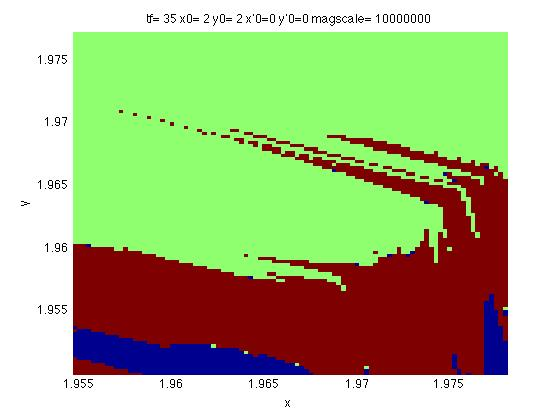 tf= 35 x0= 2 y0= 2 x'0=0 y'0=0 magscale= 10000000
1.975
1.97
1.965
y
1.96
1.955
1.955 1.96 1.965 1.97 1.975
x